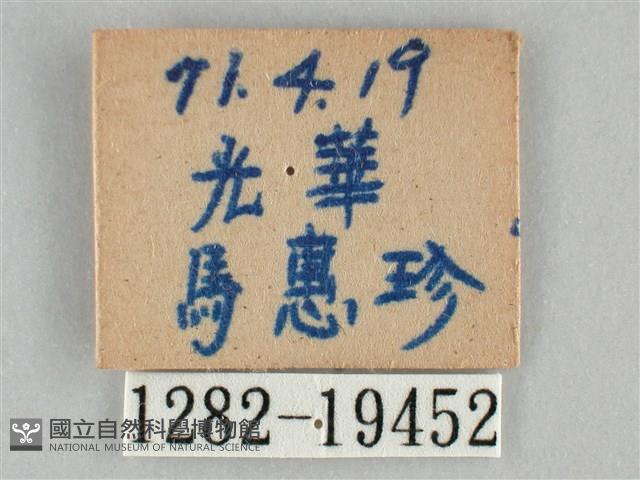 71.4.19
光華
馬惠珍
1282-19452
國立自然科學博物館
NATIONAL MUSEUM OF NATURAL SCIENCE